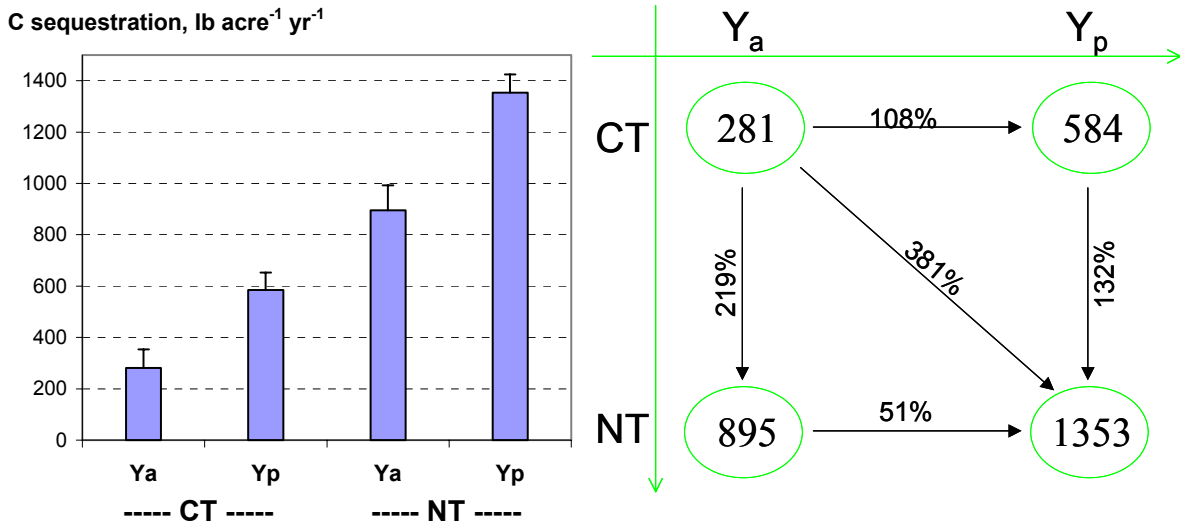 C sequestration, lb acre⁻¹ yr⁻¹
1400
1200
1000
800
600
400
200
0
Ya Yp Ya Yp
----- CT ----- ----- NT -----
Yₐ Yₚ
CT 281 108% 584
219% 381% 132%
NT 895 51% 1353